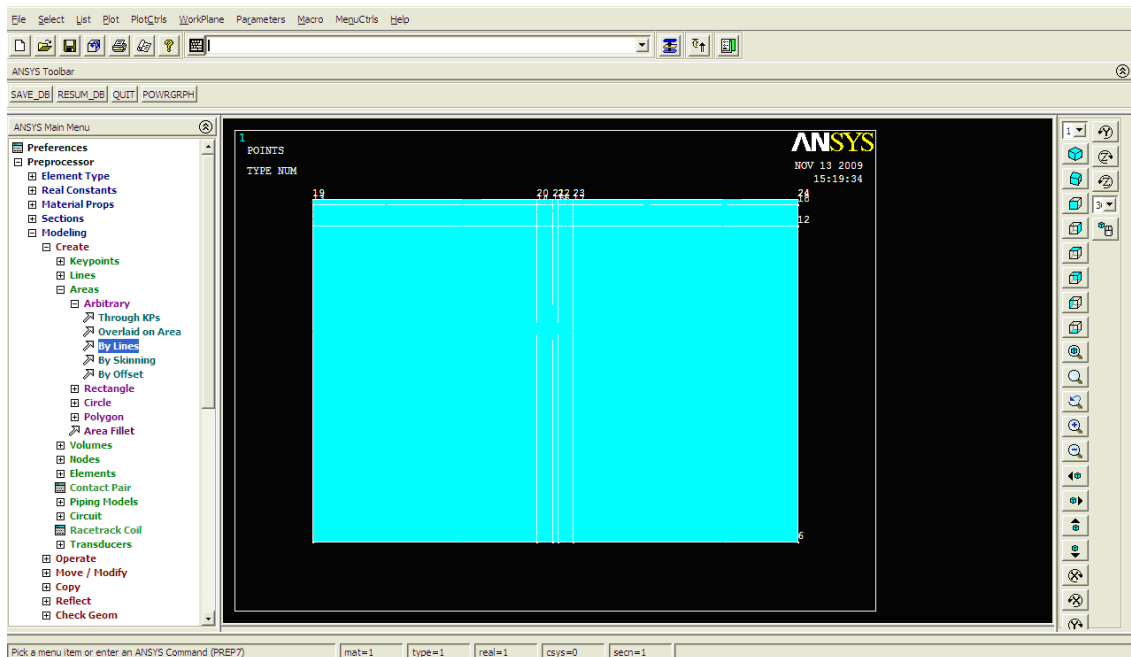 File Select List Plot PlotCtrls WorkPlane Parameters Macro MenuCtrls Help
ANSYS Toolbar
SAVE_DB RESUM_DB QUIT POWRGRPH
ANSYS Main Menu
Preferences
Preprocessor
Element Type
Real Constants
Material Props
Sections
Modeling
Create
Keypoints
Lines
Areas
Arbitrary
Through KPs
Overlaid on Area
By Lines
By Skinning
By Offset
Rectangle
Circle
Polygon
Area Fillet
Volumes
Nodes
Elements
Contact Pair
Piping Models
Circuit
Racetrack Coil
Transducers
Operate
Move / Modify
Copy
Reflect
Check Geom
1
POINTS
TYPE NUM
ANSYS
NOV 13 2009
15:19:34
19 20 23 24
12
6
1
Pick a menu item or enter an ANSYS Command (PREP7) mat=1 type=1 real=1 csys=0 secn=1